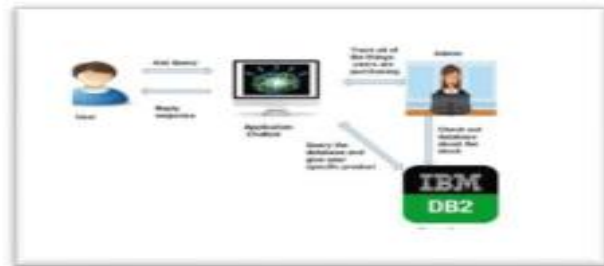 Ask Query
Reply
response
User
Application
Chatbot
Track all of
the things
users are
purchasing
Admin
Query the
database and
give user
specific product
Check out
database
about the
stock
IBM
DB2